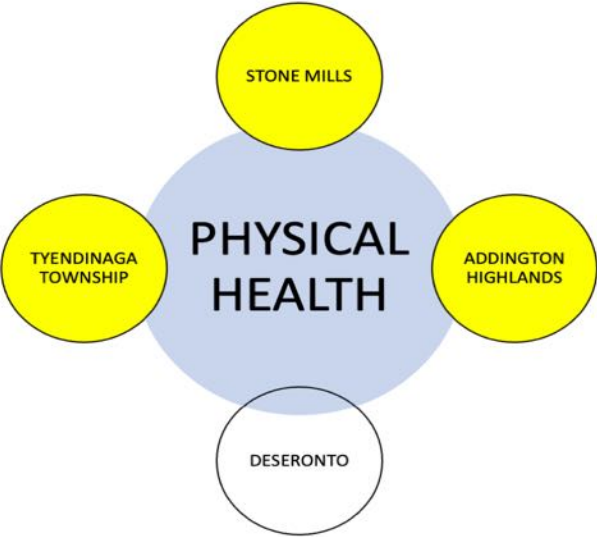 STONE MILLS
TYENDINAGA
TOWNSHIP
PHYSICAL
HEALTH
ADDINGTON
HIGHLANDS
DESERONTO